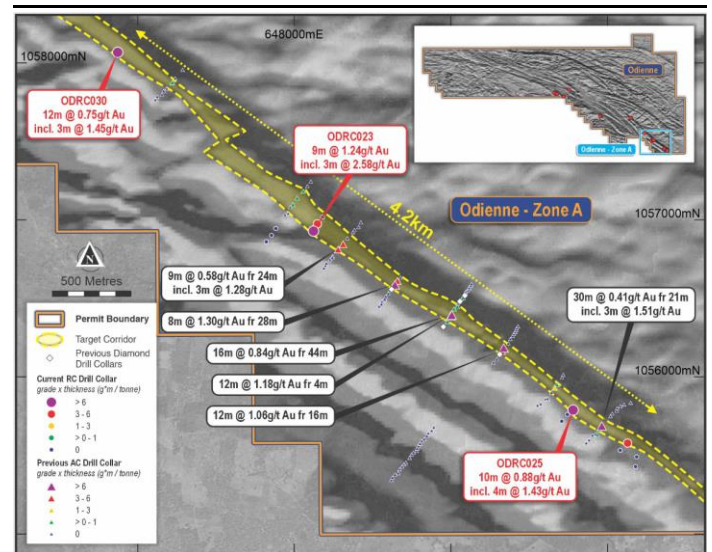 1058000mN
648000mE
Odienne
Odienne - Zone A
ODRC030
12m @ 0.75g/t Au
incl. 3m @ 1.45g/t Au
ODRC023
9m @ 1.24g/t Au
incl. 3m @ 2.58g/t Au
4.2km
Odienne - Zone A
1057000mN
N
500 Metres
9m @ 0.58g/t Au fr 24m
incl. 3m @ 1.28g/t Au
8m @ 1.30g/t Au fr 28m
30m @ 0.41g/t Au fr 21m
incl. 3m @ 1.51g/t Au
16m @ 0.84g/t Au fr 44m
12m @ 1.18g/t Au fr 4m
12m @ 1.06g/t Au fr 16m
1056000mN
ODRC025
10m @ 0.88g/t Au
incl. 4m @ 1.43g/t Au
Permit Boundary
Target Corridor
Previous Diamond
Drill Collars
Current RC Drill Collar
grade x thickness (g*m / tonne)
> 6
3 - 6
1 - 3
> 0 - 1
0
Previous AC Drill Collar
grade x thickness (g*m / tonne)
> 6
3 - 6
1 - 3
> 0 - 1
0